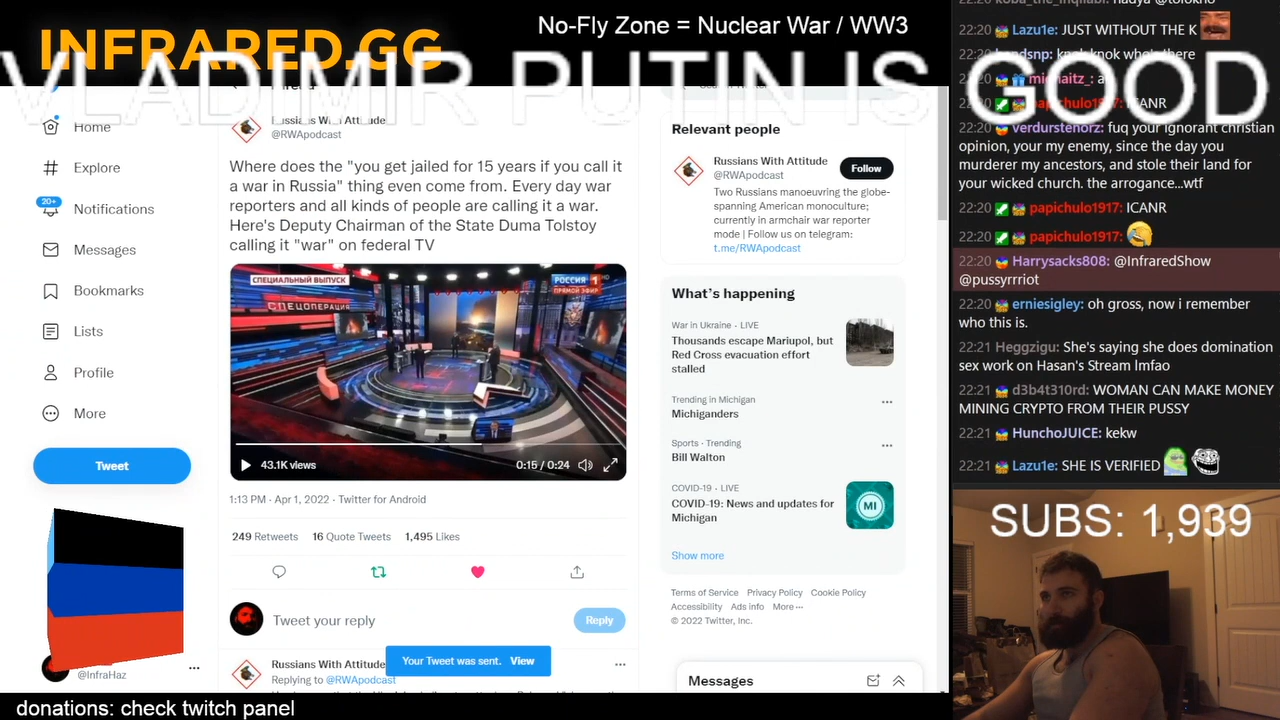 INFRARED.GG
No-Fly Zone = Nuclear War / WW3
VLADIMIR PUTIN IS GOOD
Home
Explore
20+
Notifications
Messages
Bookmarks
Lists
Profile
More
Tweet
@InfraHaz
Russians With Attitude
@RWApodcast
Where does the "you get jailed for 15 years if you call it
a war in Russia" thing even come from. Every day war
reporters and all kinds of people are calling it a war.
Here's Deputy Chairman of the State Duma Tolstoy
calling it "war" on federal TV
СПЕЦИАЛЬНЫЙ ВЫПУСК
СПЕЦОПЕРАЦИЯ
РОССИЯ 1
ПРЯМОЙ ЭФИР
43.1K views
0:15 / 0:24
1:13 PM · Apr 1, 2022 · Twitter for Android
249 Retweets 16 Quote Tweets 1,495 Likes
Tweet your reply
Reply
Your Tweet was sent. View
Russians With Attitude
Replying to @RWApodcast
Relevant people
Russians With Attitude
@RWApodcast
Follow
Two Russians manoeuvring the globe-
spanning American monoculture;
currently in armchair war reporter
mode | Follow us on telegram:
t.me/RWApodcast
What's happening
War in Ukraine · LIVE
Thousands escape Mariupol, but
Red Cross evacuation effort
stalled
Trending in Michigan
Michiganders
Sports · Trending
Bill Walton
COVID-19 · LIVE
COVID-19: News and updates for
Michigan
MI
Show more
Terms of Service Privacy Policy Cookie Policy
Accessibility Ads info More
© 2022 Twitter, Inc.
Messages
22:20 Lazu1e: JUST WITHOUT THE K
22:20 papichulo1917: ICANR
22:20 verdurstenorz: fuq your ignorant christian
opinion, your my enemy, since the day you
murderer my ancestors, and stole their land for
your wicked church. the arrogance...wtf
22:20 papichulo1917: ICANR
22:20 papichulo1917:
22:20 Harrysacks808: @InfraredShow
@pussyrrriot
22:20 erniesigley: oh gross, now i remember
who this is.
22:21 Heggzigu: She's saying she does domination
sex work on Hasan's Stream lmfao
22:21 d3b4t310rd: WOMAN CAN MAKE MONEY
MINING CRYPTO FROM THEIR PUSSY
22:21 HunchoJUICE: kekw
22:21 Lazu1e: SHE IS VERIFIED
SUBS: 1,939
donations: check twitch panel